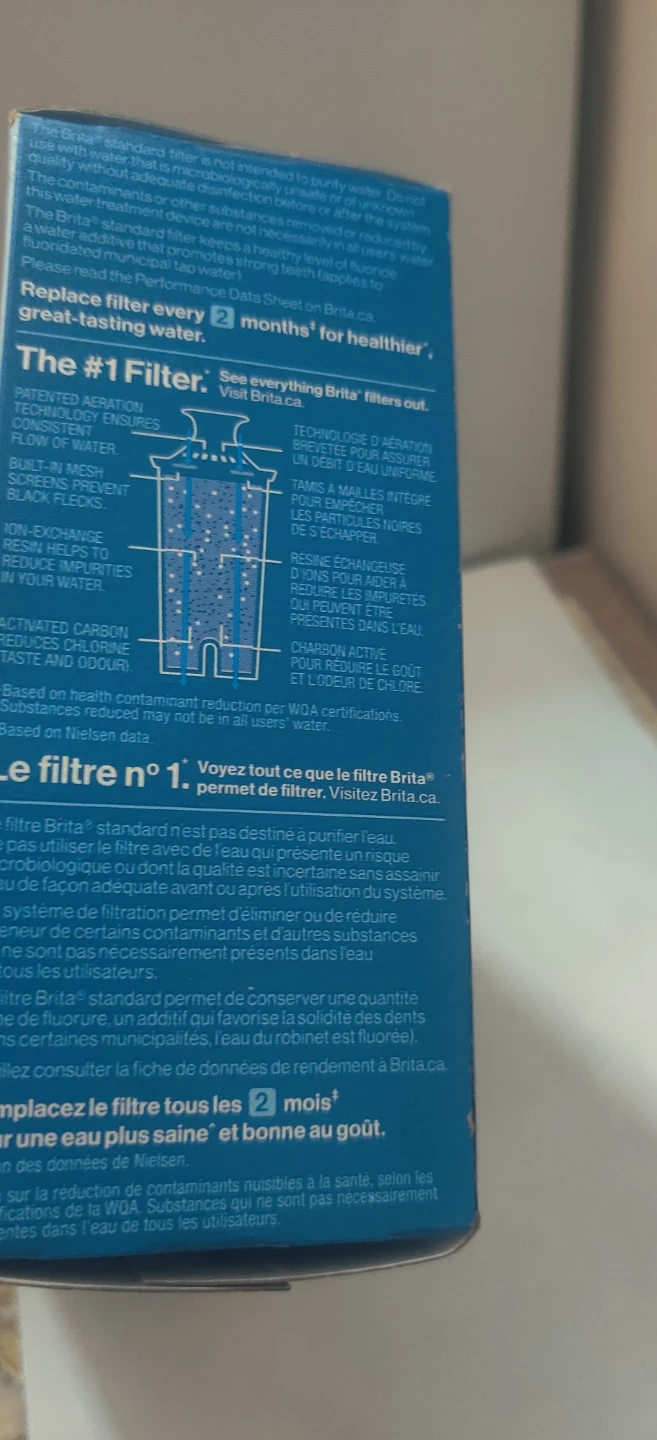 The Brita® standard filter is not intended to purify water. Do not
use with water that is microbiologically unsafe or of unknown
quality without adequate disinfection before or after the system.
The contaminants or other substances removed or reduced by
this water treatment device are not necessarily in all users' water.
The Brita® standard filter keeps a healthy level of fluoride,
a water additive that promotes strong teeth (applies to
fluoridated municipal tap water).
Please read the Performance Data Sheet on Brita.ca.
Replace filter every 2 months‡ for healthier^,
great-tasting water.
The #1 Filter.* See everything Brita® filters out.
Visit Brita.ca.
PATENTED AERATION
TECHNOLOGY ENSURES
CONSISTENT
FLOW OF WATER.
BUILT-IN MESH
SCREENS PREVENT
BLACK FLECKS.
ION-EXCHANGE
RESIN HELPS TO
REDUCE IMPURITIES
IN YOUR WATER.
ACTIVATED CARBON
REDUCES CHLORINE
TASTE AND ODOUR)
TECHNOLOGIE D'AÉRATION
BREVETÉE POUR ASSURER
UN DÉBIT D'EAU UNIFORME.
TAMIS À MAILLES INTÉGRÉ
POUR EMPÊCHER
LES PARTICULES NOIRES
DE S'ÉCHAPPER.
RÉSINE ÉCHANGEUSE
D'IONS POUR AIDER À
RÉDUIRE LES IMPURETÉS
QUI PEUVENT ÊTRE
PRÉSENTES DANS L'EAU.
CHARBON ACTIVÉ
POUR RÉDUIRE LE GOÛT
ET L'ODEUR DE CHLORE.
Based on health contaminant reduction per WQA certifications.
Substances reduced may not be in all users' water.
Based on Nielsen data.
Le filtre nº 1.* Voyez tout ce que le filtre Brita®
permet de filtrer. Visitez Brita.ca.
filtre Brita® standard n'est pas destiné à purifier l'eau.
pas utiliser le filtre avec de l'eau qui présente un risque
crobiologique ou dont la qualité est incertaine sans assainir
au de façon adéquate avant ou après l'utilisation du système.
système de filtration permet d'éliminer ou de réduire
eneur de certains contaminants et d'autres substances
ne sont pas nécessairement présents dans l'eau
tous les utilisateurs.
iltre Brita® standard permet de conserver une quantité
ne de fluorure, un additif qui favorise la solidité des dents
ns certaines municipalités, l'eau du robinet est fluorée).
illez consulter la fiche de données de rendement à Brita.ca.
mplacez le filtre tous les 2 mois‡
r une eau plus saine^ et bonne au goût.
n des données de Nielsen.
sur la réduction de contaminants nuisibles à la santé, selon les
fications de la WQA. Substances qui ne sont pas nécessairement
entes dans l'eau de tous les utilisateurs.